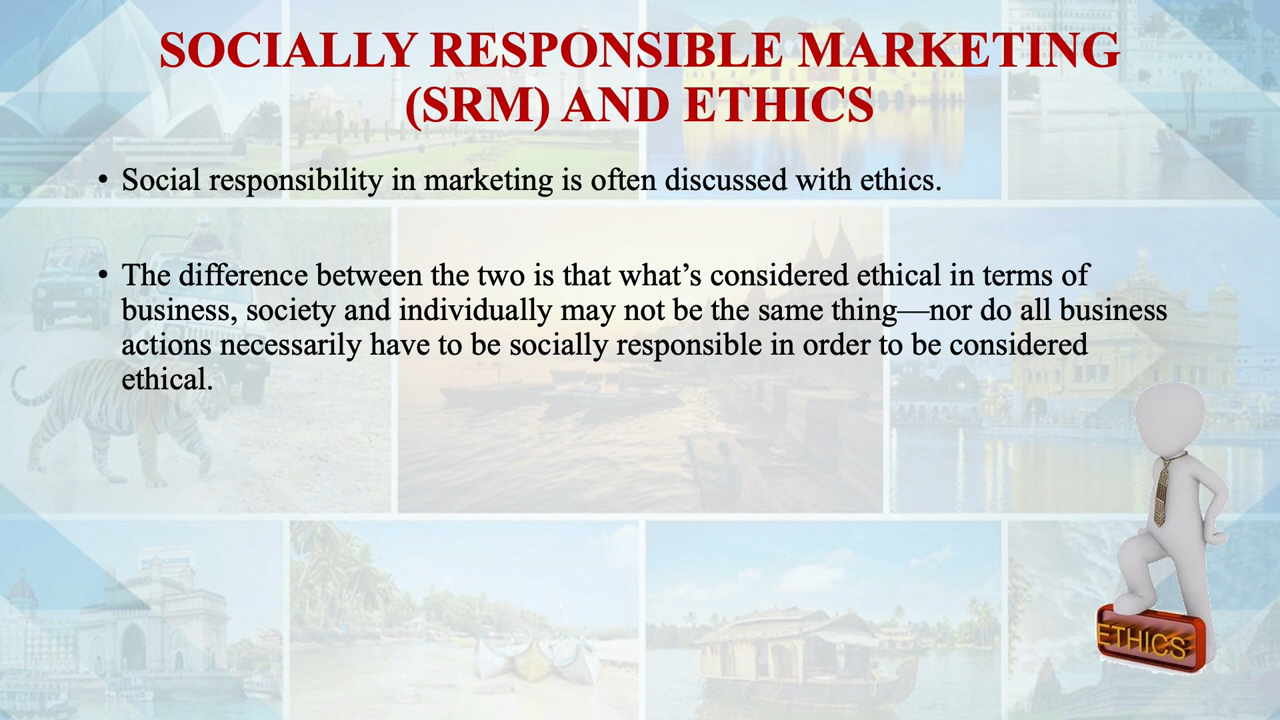 SOCIALLY RESPONSIBLE MARKETING
(SRM) AND ETHICS
• Social responsibility in marketing is often discussed with ethics.
• The difference between the two is that what’s considered ethical in terms of
business, society and individually may not be the same thing—nor do all business
actions necessarily have to be socially responsible in order to be considered
ethical.
ETHICS